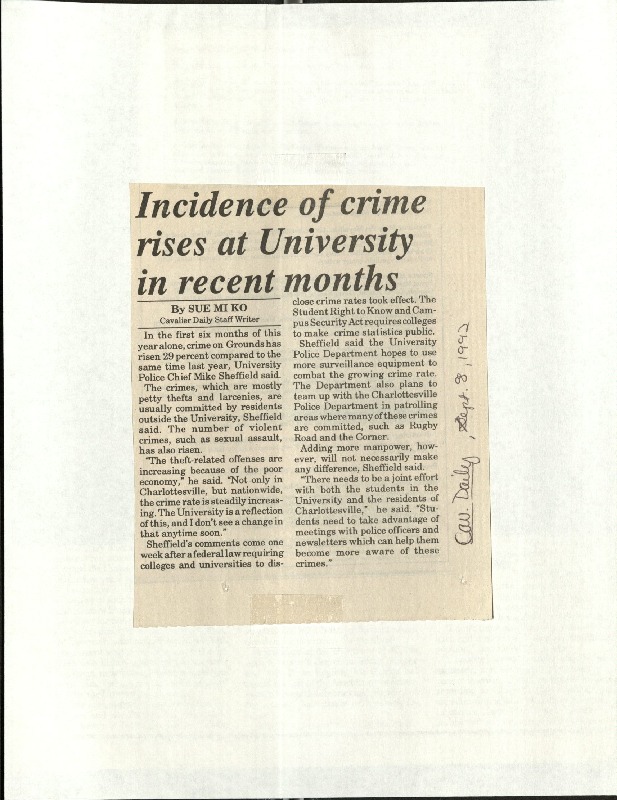 Incidence of crime
rises at University
in recent months
By SUE MI KO
Cavalier Daily Staff Writer
In the first six months of this
year alone, crime on Grounds has
risen 29 percent compared to the
same time last year, University
Police Chief Mike Sheffield said.
The crimes, which are mostly
petty thefts and larcenies, are
usually committed by residents
outside the University, Sheffield
said. The number of violent
crimes, such as sexual assault,
has also risen.
"The theft-related offenses are
increasing because of the poor
economy," he said. "Not only in
Charlottesville, but nationwide,
the crime rate is steadily increas-
ing. The University is a reflection
of this, and I don't see a change in
that anytime soon."
Sheffield's comments come one
week after a federal law requiring
colleges and universities to dis-
close crime rates took effect. The
Student Right to Know and Cam-
pus Security Act requires colleges
to make crime statistics public.
Sheffield said the University
Police Department hopes to use
more surveillance equipment to
combat the growing crime rate.
The Department also plans to
team up with the Charlottesville
Police Department in patrolling
areas where many of these crimes
are committed, such as Rugby
Road and the Corner.
Adding more manpower, how-
ever, will not necessarily make
any difference, Sheffield said.
"There needs to be a joint effort
with both the students in the
University and the residents of
Charlottesville," he said. "Stu-
dents need to take advantage of
meetings with police officers and
newsletters which can help them
become more aware of these
crimes."
Cav. Daily, Sept. 8, 1992